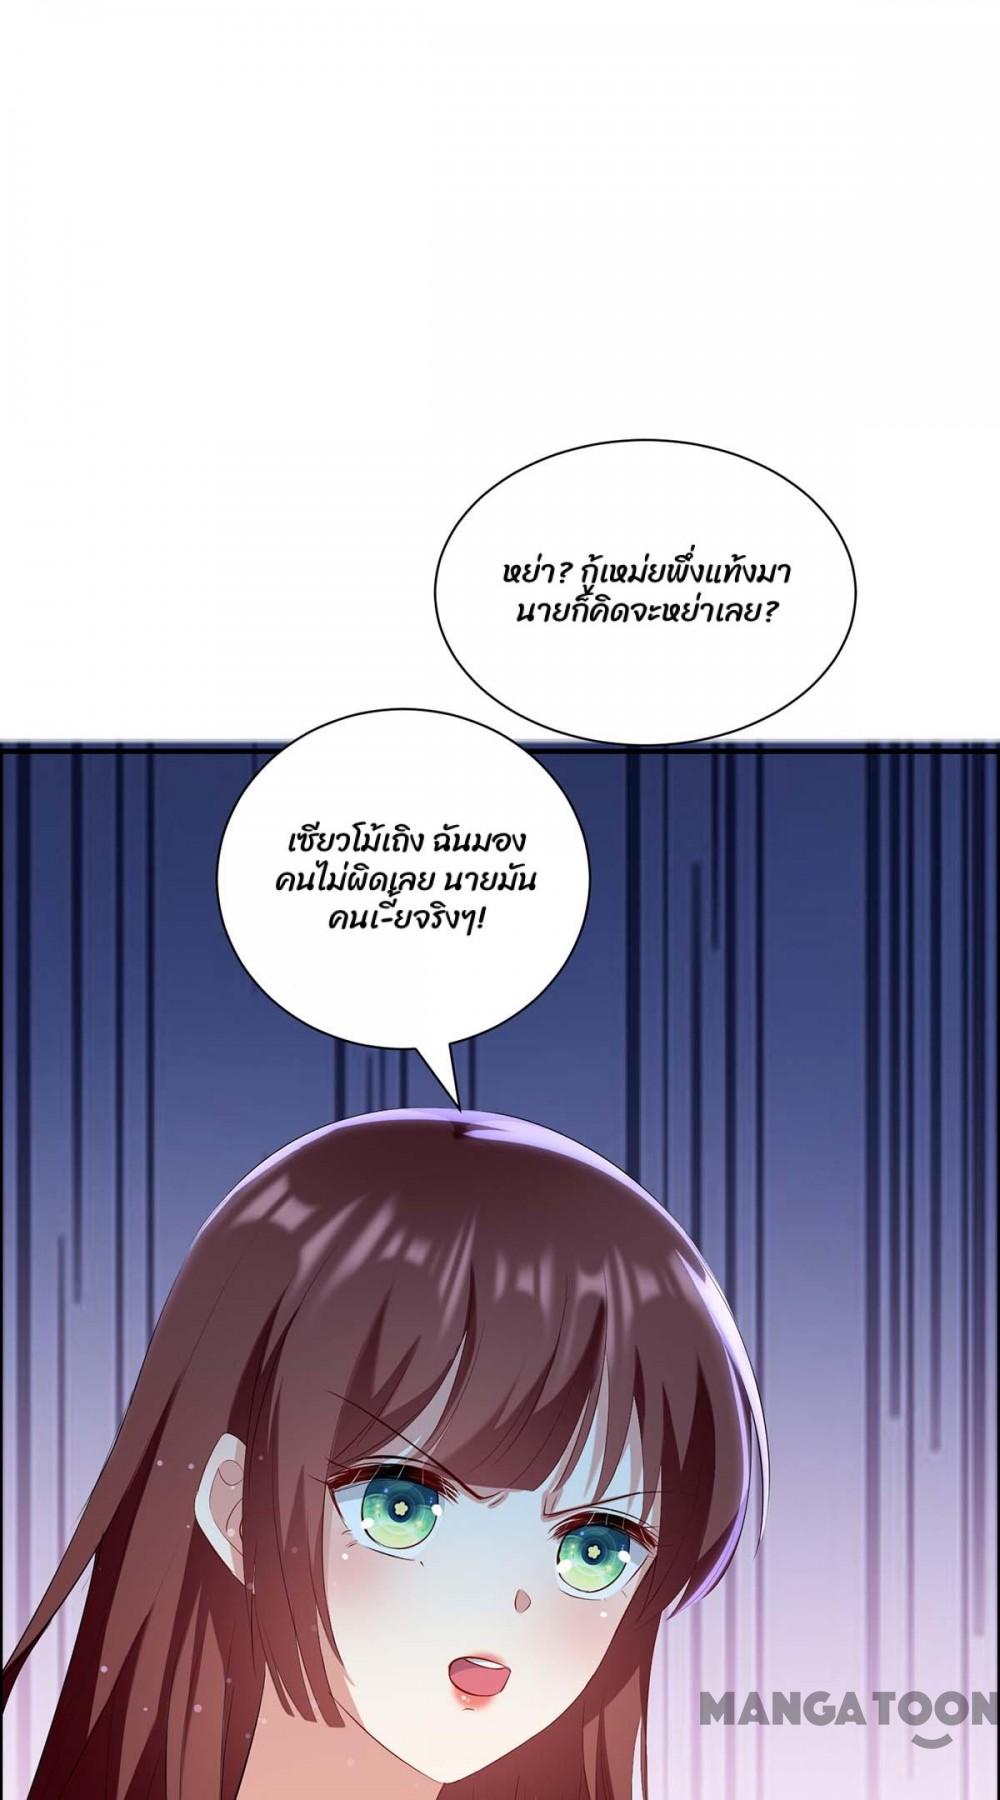 หย่า? กู้เหม่ยพึ่งแท้งมา
นายก็คิดจะหย่าเลย?
เซียวโม้เถิง ฉันมอง
คนไม่ผิดเลย นายมัน
คนเ-ี้ยจริงๆ!
MANGATOON